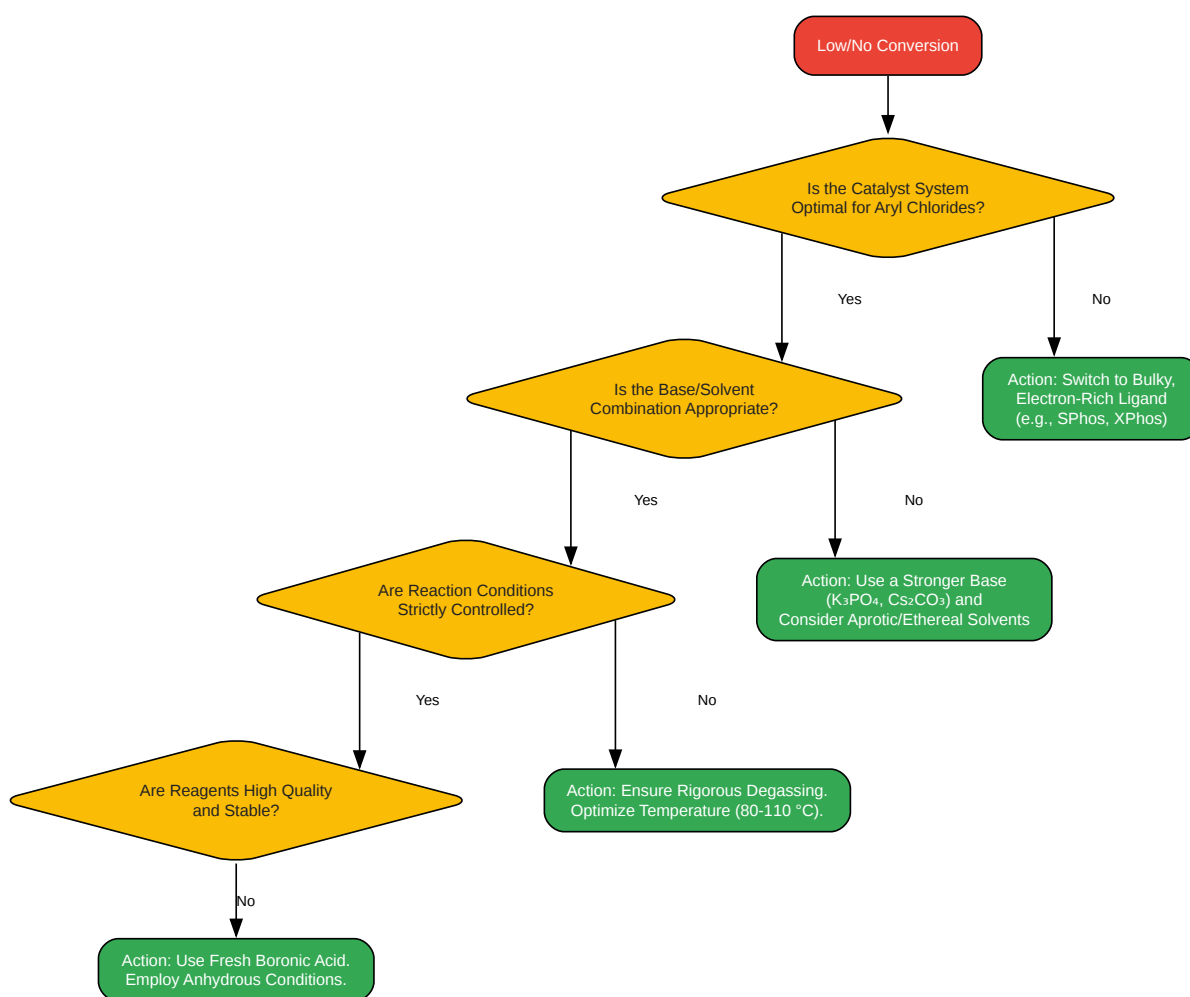 Low/No Conversion
Is the Catalyst System
Optimal for Aryl Chlorides?
Yes
No
Is the Base/Solvent
Combination Appropriate?
Action: Switch to Bulky,
Electron-Rich Ligand
(e.g., SPhos, XPhos)
Yes
No
Are Reaction Conditions
Strictly Controlled?
Action: Use a Stronger Base
(K₃PO₄, Cs₂CO₃) and
Consider Aprotic/Ethereal Solvents
Yes
No
Are Reagents High Quality
and Stable?
Action: Ensure Rigorous Degassing.
Optimize Temperature (80-110 °C).
No
Action: Use Fresh Boronic Acid.
Employ Anhydrous Conditions.